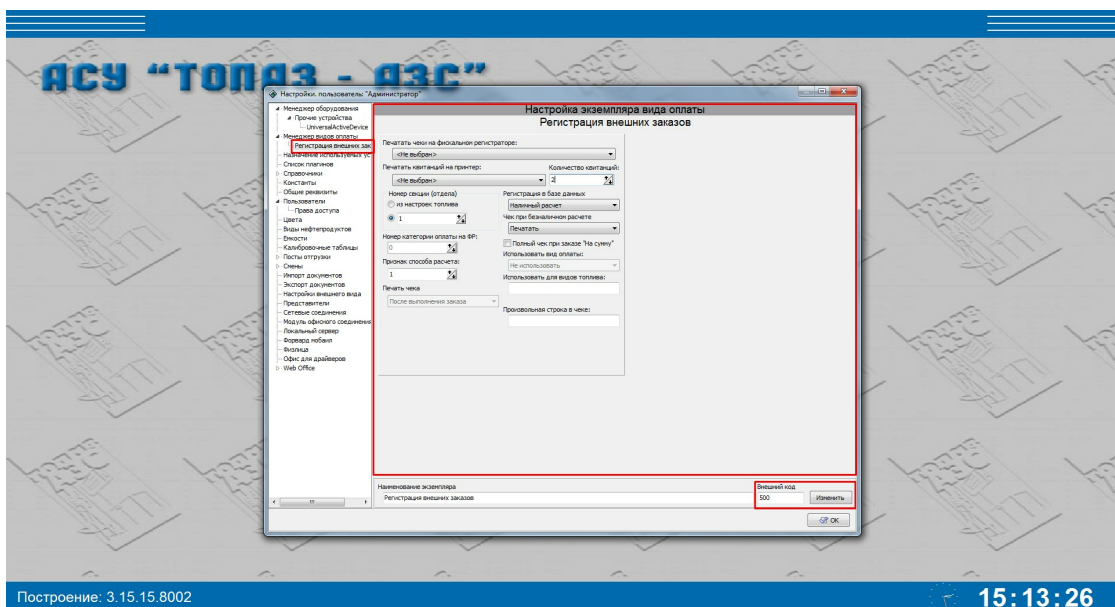 АСУ “ТОПАЗ - АЗС”
Настройки. пользователь: "Администратор"
Менеджер оборудования
Прочие устройства
UniversalActiveDevice
Менеджер видов оплаты
Регистрация внешних зак
Назначение используемых ус
Список плагинов
Справочники
Константы
Общие реквизиты
Пользователи
Права доступа
Цвета
Виды нефтепродуктов
Емкости
Калибровочные таблицы
Посты отгрузки
Смены
Импорт документов
Экспорт документов
Настройки внешнего вида
Представители
Сетевые соединения
Модуль офисного соединения
Локальный сервер
Форвард мобаил
Физлица
Офис для драйверов
Web Office
Настройка экземпляра вида оплаты
Регистрация внешних заказов
Печатать чеки на фискальном регистраторе:
<Не выбран>
Печатать квитанций на принтер: Количество квитанций:
<Не выбран> 2
Номер секции (отдела)
из настроек топлива
1
Номер категории оплаты на ФР:
0
Признак способа расчета:
1
Печать чека
После выполнения заказа
Регистрация в базе данных
Наличный расчет
Чек при безналичном расчете
Печатать
Полный чек при заказе "На сумму"
Использовать вид оплаты:
Не использовать
Использовать для видов топлива:
Произвольная строка в чеке:
Наименование экземпляра
Регистрация внешних заказов
Внешний код
500 Изменить
OK
Построение: 3.15.15.8002
15:13:26